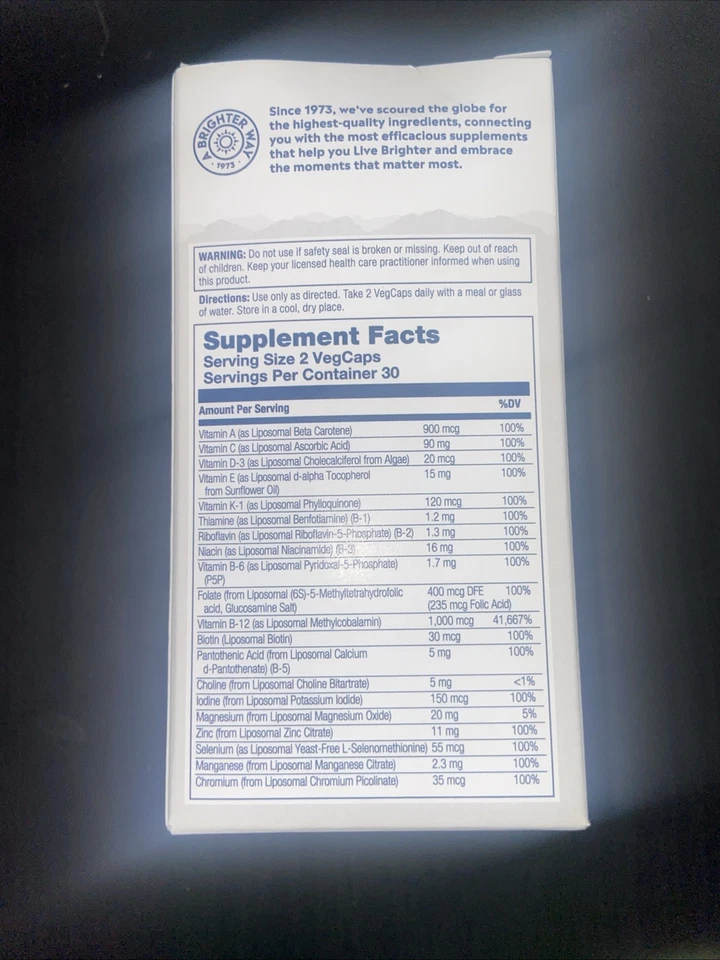 A BRIGHTER WAY
• 1973 •
Since 1973, we've scoured the globe for
the highest-quality ingredients, connecting
you with the most efficacious supplements
that help you Live Brighter and embrace
the moments that matter most.
WARNING: Do not use if safety seal is broken or missing. Keep out of reach
of children. Keep your licensed health care practitioner informed when using
this product.
Directions: Use only as directed. Take 2 VegCaps daily with a meal or glass
of water. Store in a cool, dry place.
Supplement Facts
Serving Size 2 VegCaps
Servings Per Container 30
Amount Per Serving %DV
Vitamin A (as Liposomal Beta Carotene) 900 mcg 100%
Vitamin C (as Liposomal Ascorbic Acid) 90 mg 100%
Vitamin D-3 (as Liposomal Cholecalciferol from Algae) 20 mcg 100%
Vitamin E (as Liposomal d-alpha Tocopherol 15 mg 100%
from Sunflower Oil)
Vitamin K-1 (as Liposomal Phylloquinone) 120 mcg 100%
Thiamine (as Liposomal Benfotiamine) (B-1) 1.2 mg 100%
Riboflavin (as Liposomal Riboflavin-5-Phosphate) (B-2) 1.3 mg 100%
Niacin (as Liposomal Niacinamide) (B-3) 16 mg 100%
Vitamin B-6 (as Liposomal Pyridoxal-5-Phosphate) 1.7 mg 100%
(P5P)
Folate (from Liposomal (6S)-5-Methyltetrahydrofolic 400 mcg DFE 100%
acid, Glucosamine Salt) (235 mcg Folic Acid)
Vitamin B-12 (as Liposomal Methylcobalamin) 1,000 mcg 41,667%
Biotin (Liposomal Biotin) 30 mcg 100%
Pantothenic Acid (from Liposomal Calcium 5 mg 100%
d-Pantothenate) (B-5)
Choline (from Liposomal Choline Bitartrate) 5 mg <1%
Iodine (from Liposomal Potassium Iodide) 150 mcg 100%
Magnesium (from Liposomal Magnesium Oxide) 20 mg 5%
Zinc (from Liposomal Zinc Citrate) 11 mg 100%
Selenium (as Liposomal Yeast-Free L-Selenomethionine) 55 mcg 100%
Manganese (from Liposomal Manganese Citrate) 2.3 mg 100%
Chromium (from Liposomal Chromium Picolinate) 35 mcg 100%